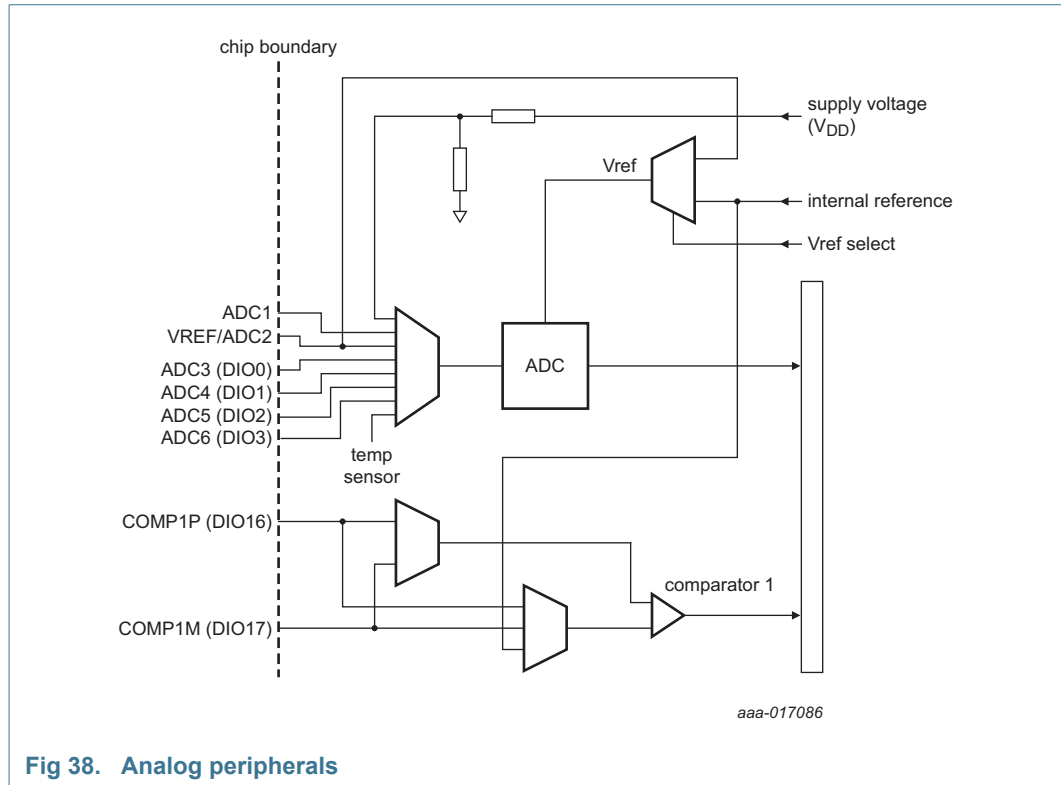 chip boundary
supply voltage
(VDD)
Vref
internal reference
Vref select
ADC1
VREF/ADC2
ADC3 (DIO0)
ADC4 (DIO1)
ADC5 (DIO2)
ADC6 (DIO3)
ADC
temp
sensor
COMP1P (DIO16)
comparator 1
COMP1M (DIO17)
aaa-017086
Fig 38. Analog peripherals